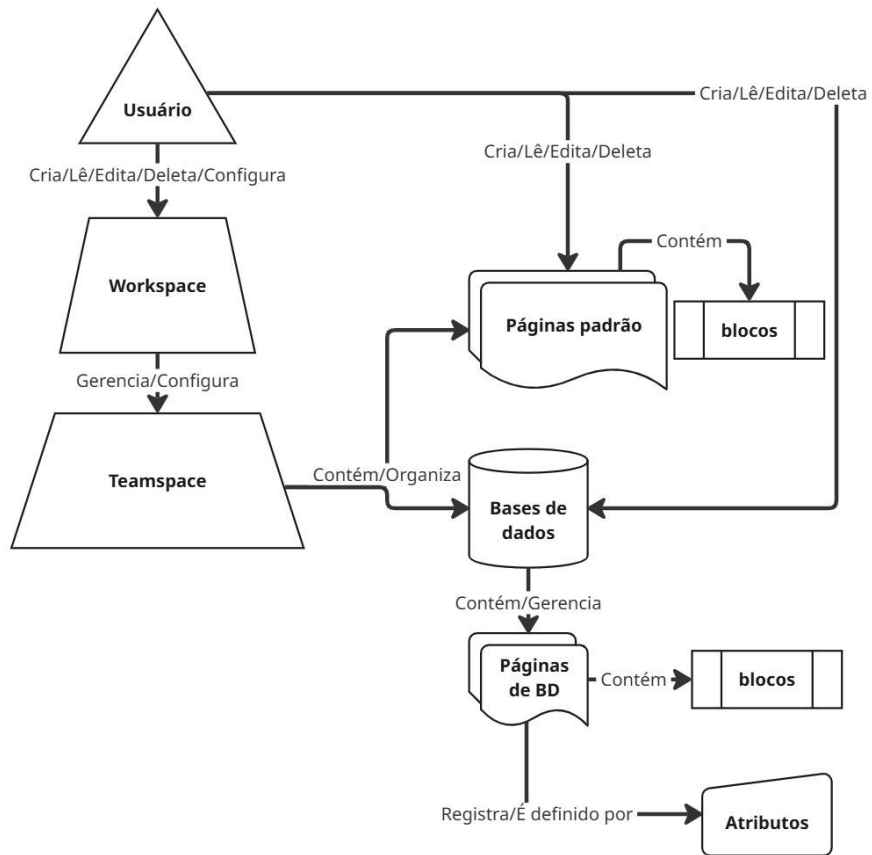 Usuário
Cria/Lê/Edita/Deleta
Cria/Lê/Edita/Deleta
Cria/Lê/Edita/Deleta/Configura
Contém
Workspace
Páginas padrão
blocos
Gerencia/Configura
Teamspace
Contém/Organiza
Bases de
dados
Contém/Gerencia
Páginas
de BD
Contém
blocos
Registra/É definido por
Atributos